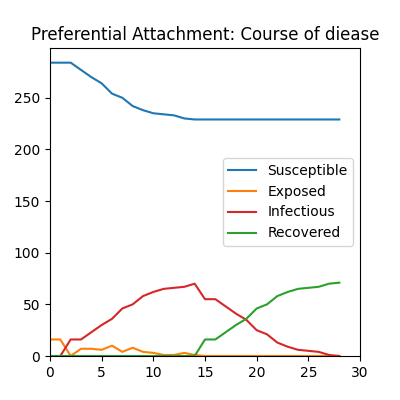 Preferential Attachment: Course of diease
250
200
150
100
50
0
Susceptible
Exposed
Infectious
Recovered
0 5 10 15 20 25 30